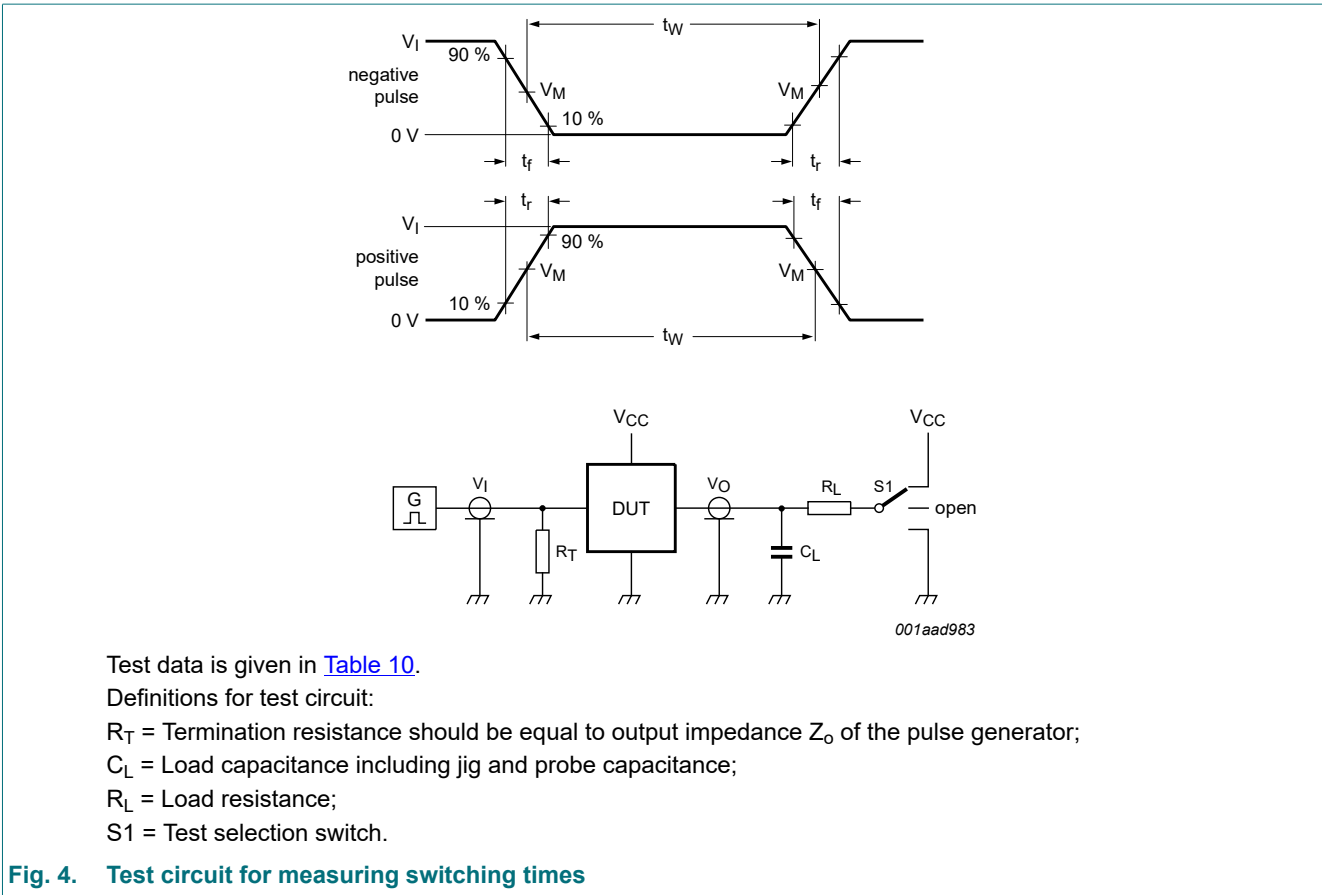 tW
VI
90 %
negative
pulse
VM
VM
10 %
0 V
tf
tr
tr
tf
VI
90 %
positive
pulse
VM
VM
10 %
0 V
tW
VCC
VCC
G
VI
DUT
VO
RL
S1
open
RT
CL
001aad983
Test data is given in Table 10.
Definitions for test circuit:
RT = Termination resistance should be equal to output impedance Zo of the pulse generator;
CL = Load capacitance including jig and probe capacitance;
RL = Load resistance;
S1 = Test selection switch.
Fig. 4. Test circuit for measuring switching times